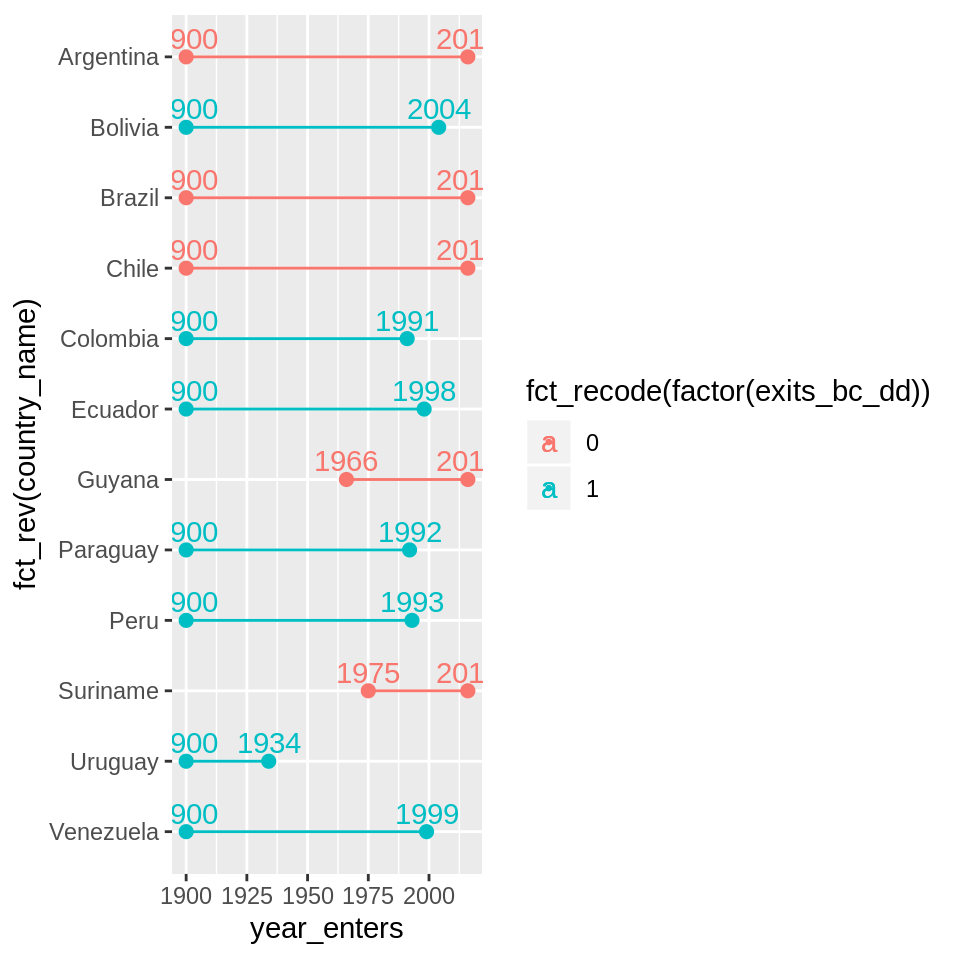 900 201
Argentina
900 2004
Bolivia
900 201
Brazil
900 201
Chile
900 1991
Colombia
900 1998
Ecuador
1966 201
Guyana
900 1992
Paraguay
900 1993
Peru
1975 201
Suriname
900 1934
Uruguay
900 1999
Venezuela
1900 1925 1950 1975 2000
year_enters
fct_rev(country_name)
fct_recode(factor(exits_bc_dd))
a 0
a 1